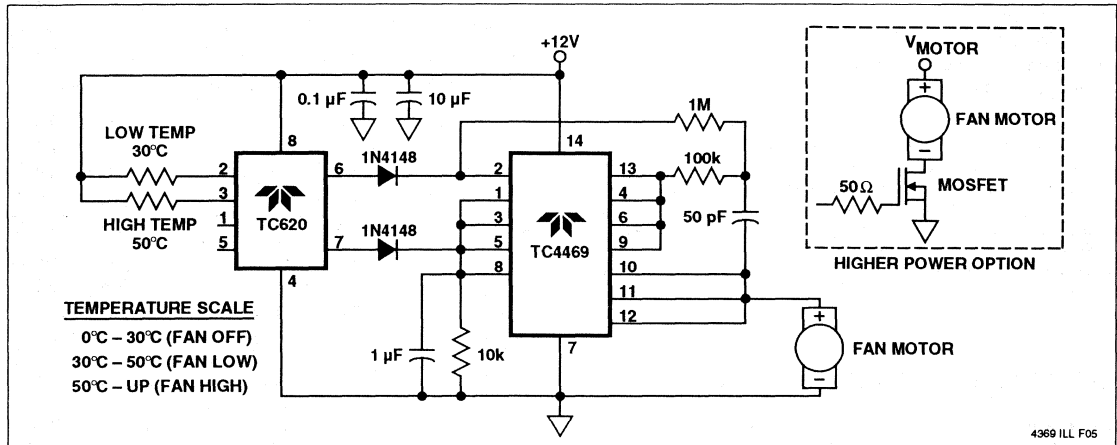 +12V
0.1 µF
10 µF
LOW TEMP
30°C
HIGH TEMP
50°C
8
2
3
1
5
6
7
4
TC620
1N4148
1N4148
1 µF
10k
14
2
1
3
5
8
13
4
6
9
10
11
12
7
TC4469
1M
100k
50 pF
FAN MOTOR
+
–
VMOTOR
+
–
FAN MOTOR
50Ω
MOSFET
HIGHER POWER OPTION
TEMPERATURE SCALE
0°C – 30°C (FAN OFF)
30°C – 50°C (FAN LOW)
50°C – UP (FAN HIGH)
4369 ILL F05